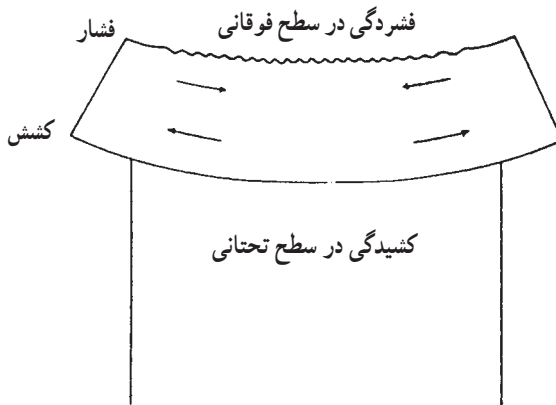 فشردگی در سطح فوقانی
فشار
کشش
کشیدگی در سطح تحتانی